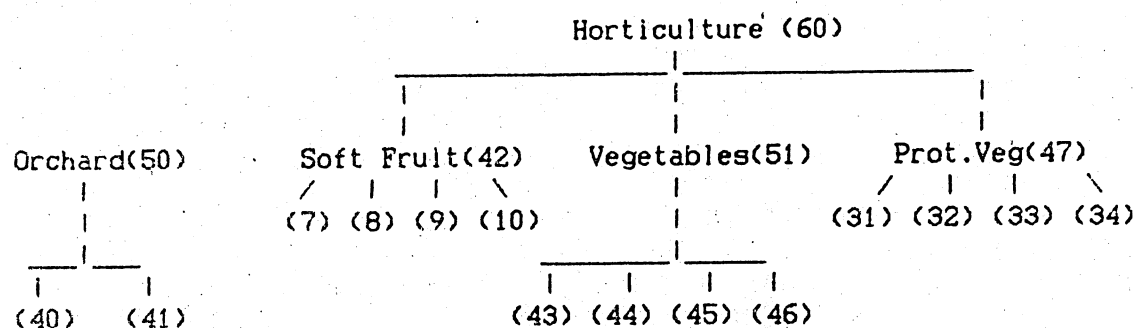 Horticulture (60)
Orchard(50) Soft Fruit(42) Vegetables(51) Prot.Veg(47)
(7) (8) (9) (10) (31) (32) (33) (34)
(40) (41) (43) (44) (45) (46)